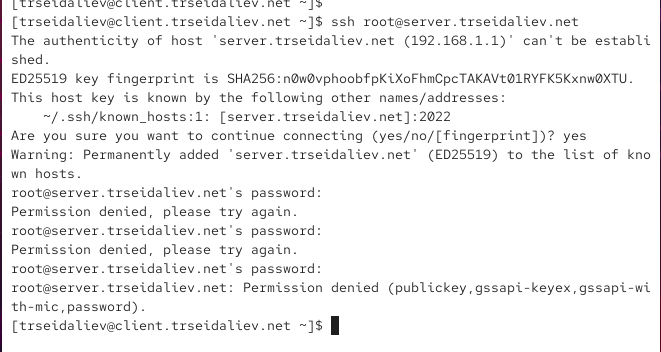 [trseidaliev@client.trseidaliev.net ~]$
[trseidaliev@client.trseidaliev.net ~]$ ssh root@server.trseidaliev.net
The authenticity of host 'server.trseidaliev.net (192.168.1.1)' can't be establi
shed.
ED25519 key fingerprint is SHA256:n0w0vphoobfpKiXoFhmCpcTAKAVt01RYFK5Kxnw0XTU.
This host key is known by the following other names/addresses:
    ~/.ssh/known_hosts:1: [server.trseidaliev.net]:2022
Are you sure you want to continue connecting (yes/no/[fingerprint])? yes
Warning: Permanently added 'server.trseidaliev.net' (ED25519) to the list of kno
wn hosts.
root@server.trseidaliev.net's password:
Permission denied, please try again.
root@server.trseidaliev.net's password:
Permission denied, please try again.
root@server.trseidaliev.net's password:
root@server.trseidaliev.net: Permission denied (publickey,gssapi-keyex,gssapi-wi
th-mic,password).
[trseidaliev@client.trseidaliev.net ~]$